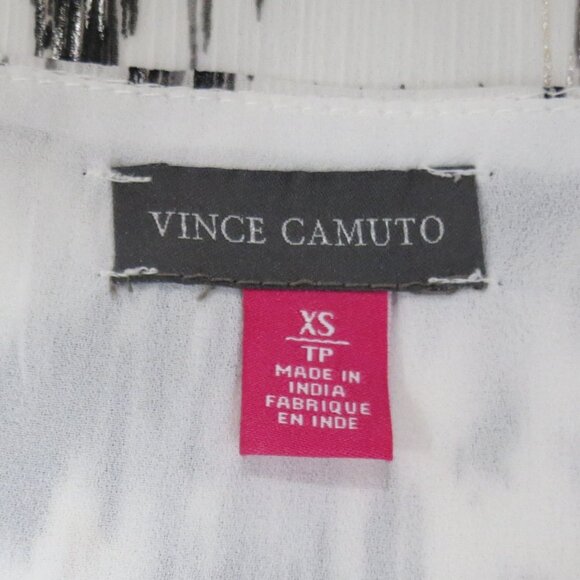 VINCE CAMUTO
XS
TP
MADE IN
INDIA
FABRIQUE
EN INDE